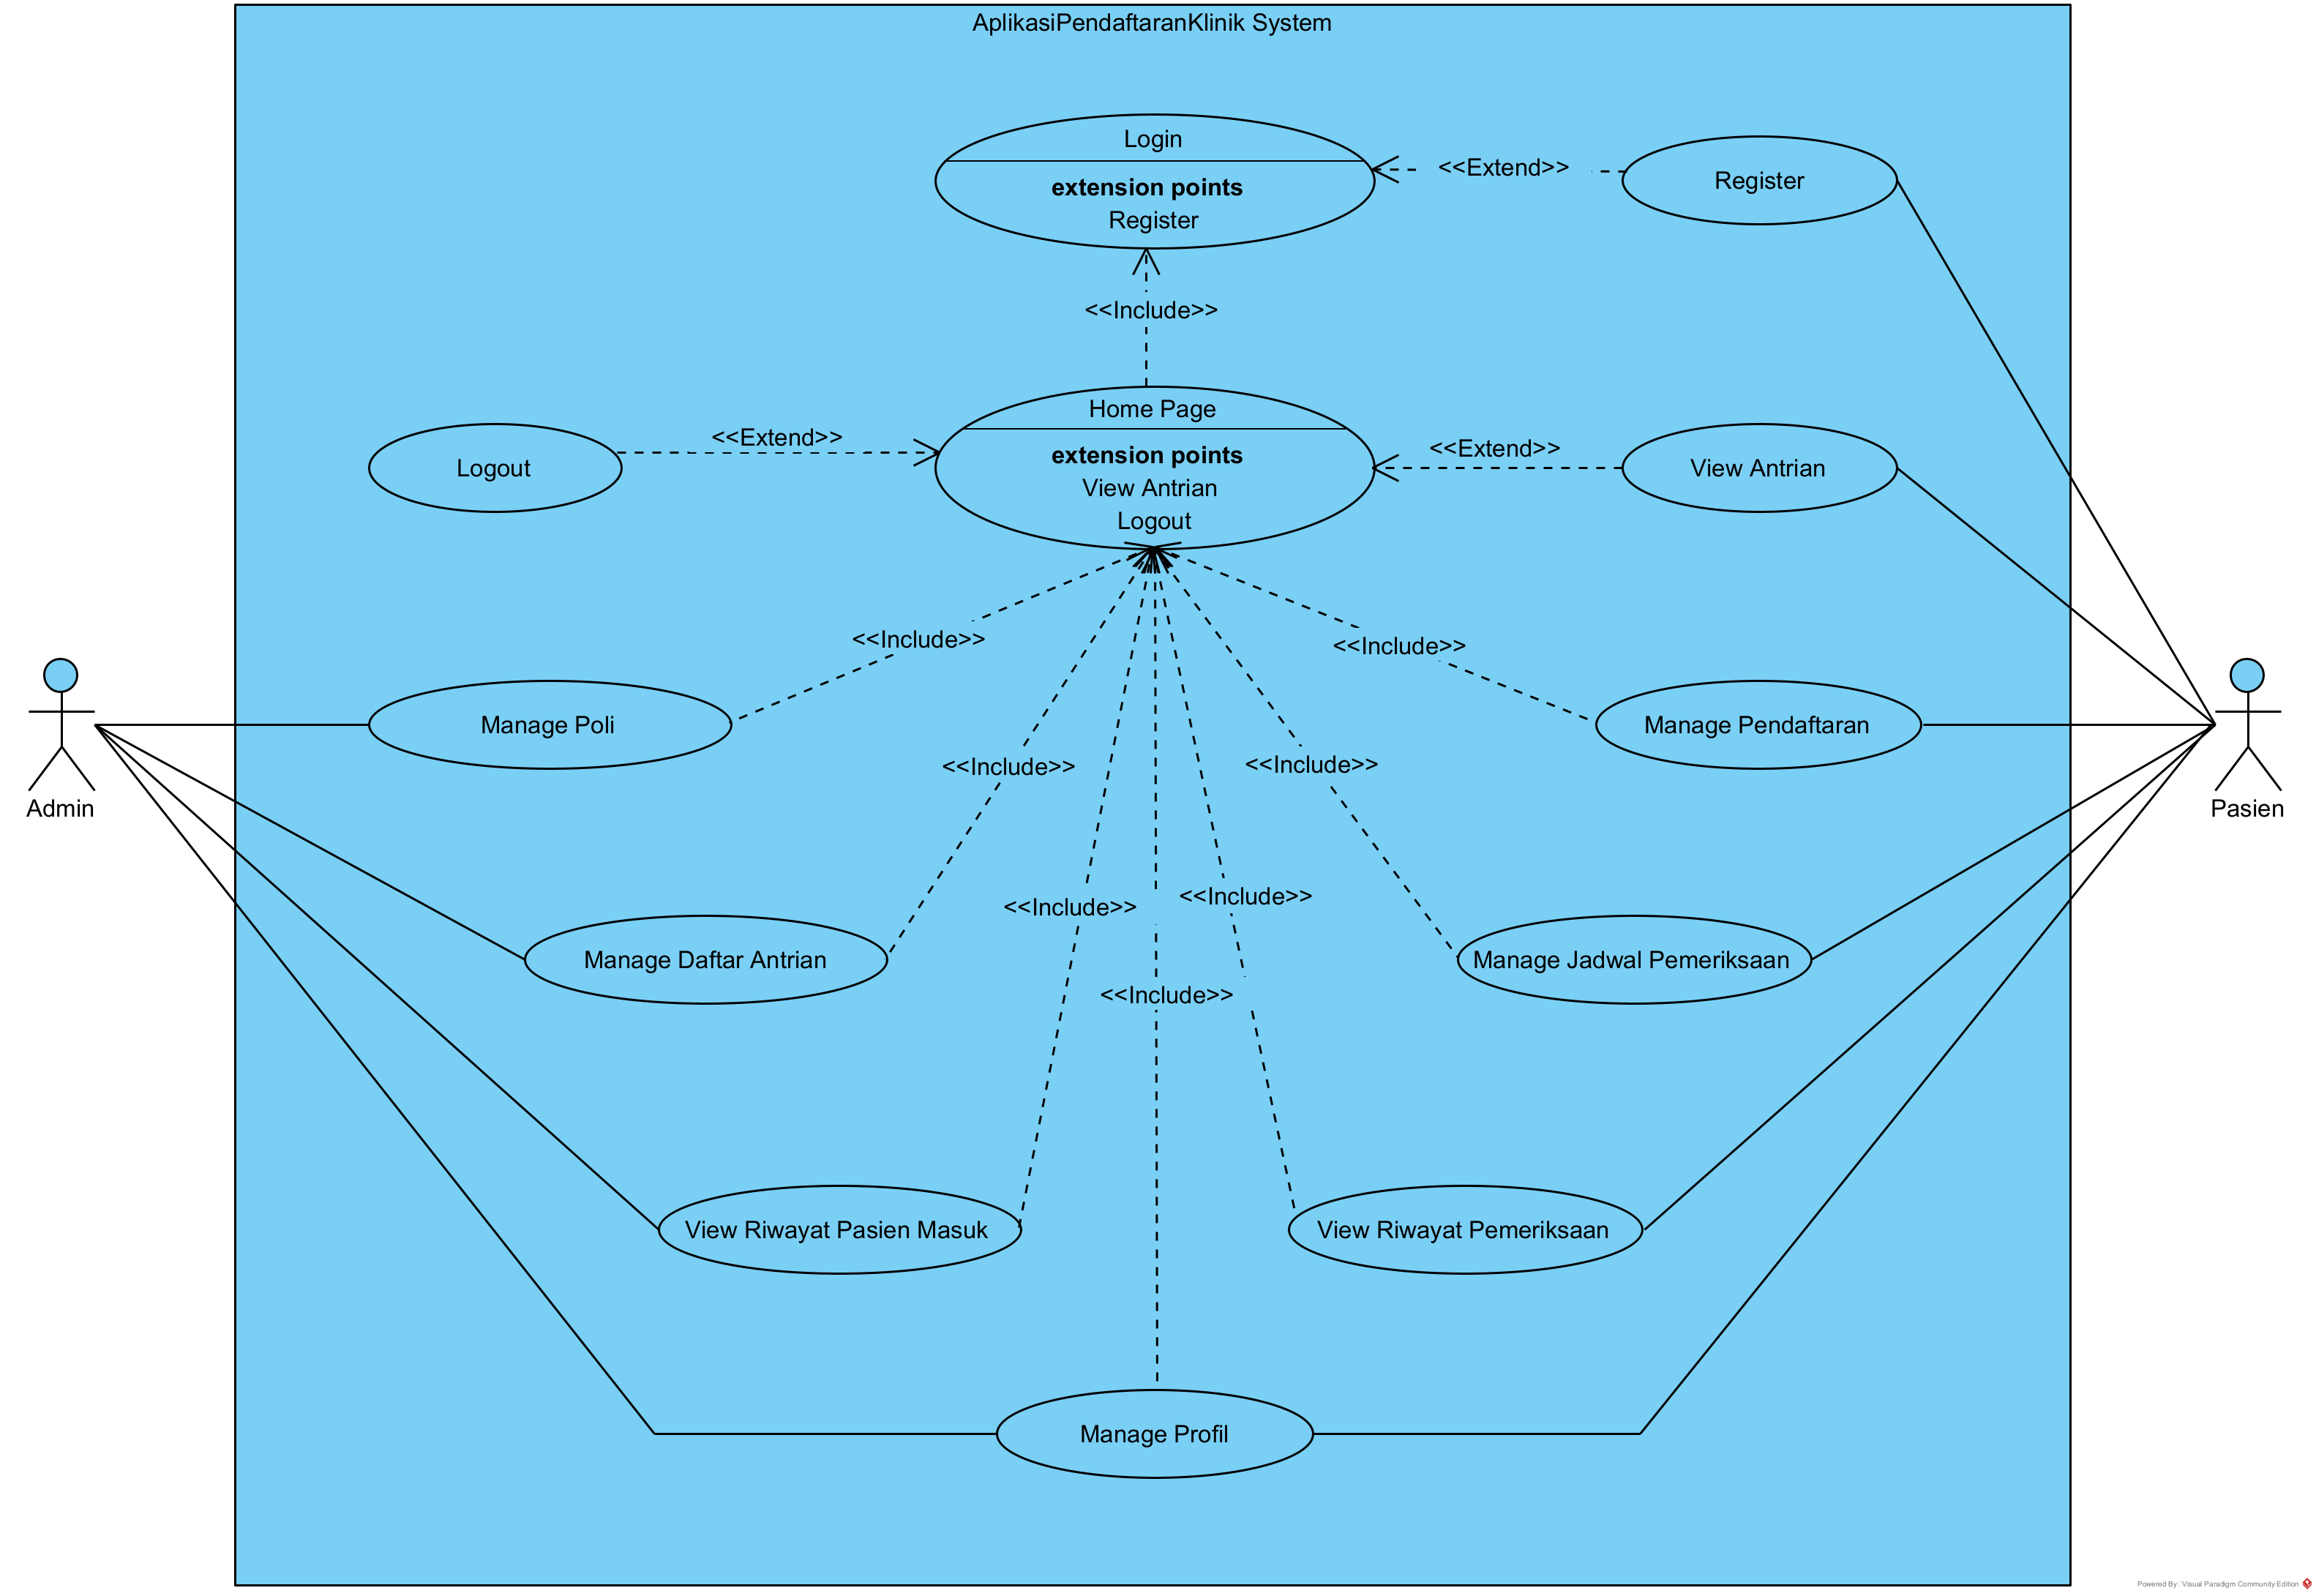 AplikasiPendaftaranKlinik System
Login
extension points
Register
<<Extend>>
Register
<<Include>>
Home Page
extension points
View Antrian
Logout
<<Extend>>
Logout
<<Extend>>
View Antrian
<<Include>>
<<Include>>
Manage Poli
Manage Pendaftaran
<<Include>>
<<Include>>
Admin
Pasien
<<Include>>
<<Include>>
Manage Daftar Antrian
Manage Jadwal Pemeriksaan
<<Include>>
View Riwayat Pasien Masuk
View Riwayat Pemeriksaan
Manage Profil
Powered By: Visual Paradigm Community Edition